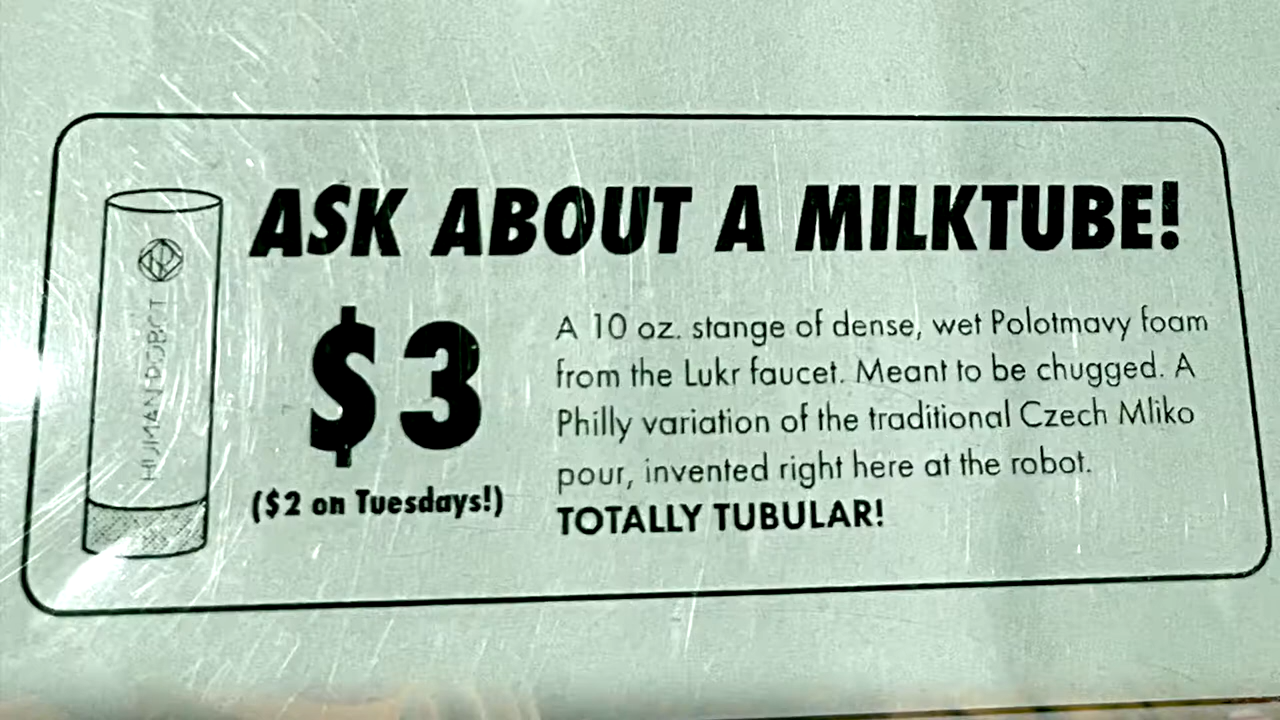 ASK ABOUT A MILKTUBE!
HUMAN ROBOT
$3
($2 on Tuesdays!)
A 10 oz. stange of dense, wet Polotmavy foam
from the Lukr faucet. Meant to be chugged. A
Philly variation of the traditional Czech Mliko
pour, invented right here at the robot.
TOTALLY TUBULAR!